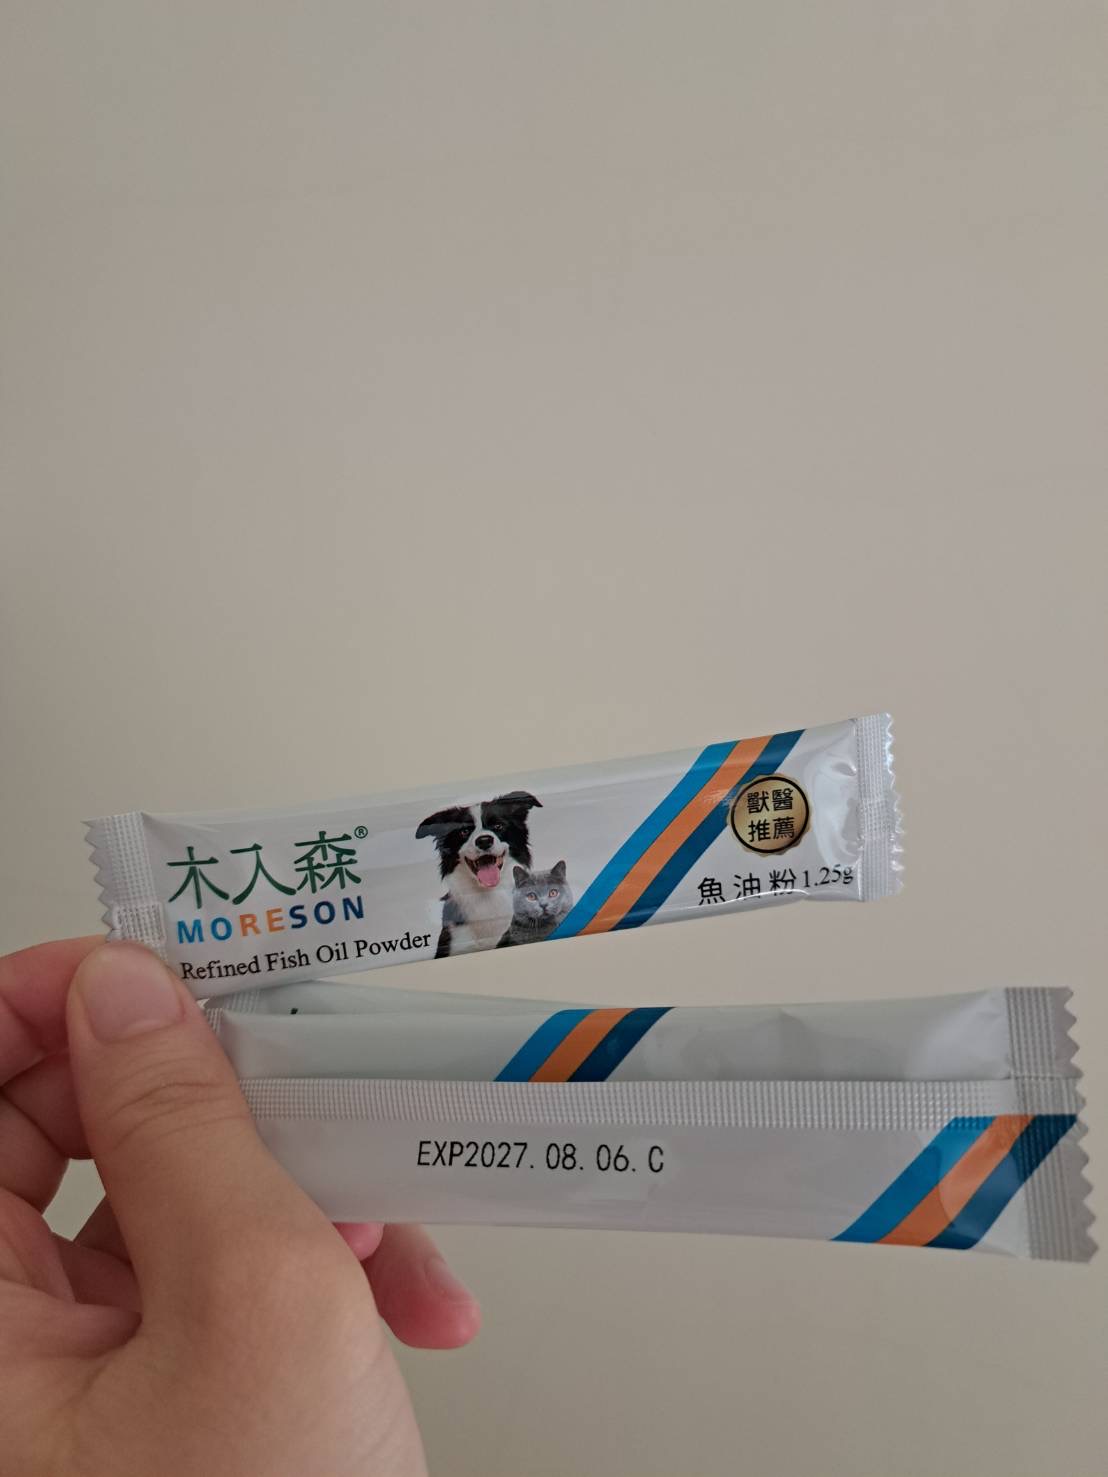 木入森®
MORESON
Refined Fish Oil Powder
獸醫
推薦
魚油粉1.25g
EXP2027. 08. 06. C